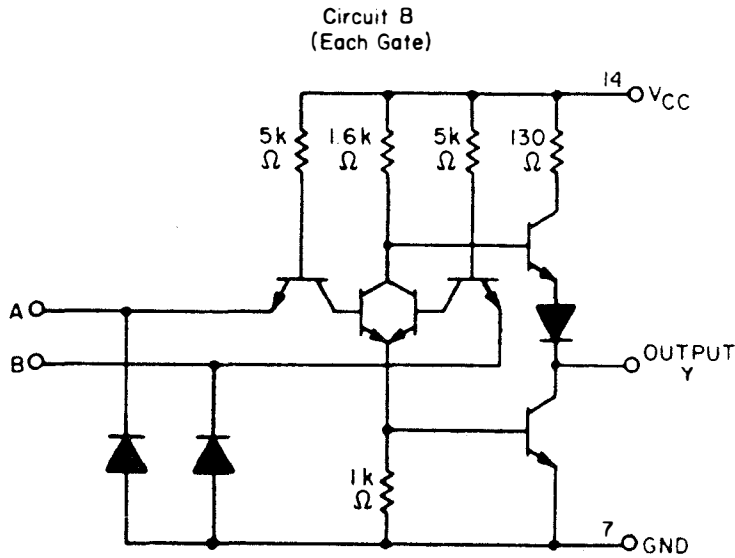 Circuit B
(Each Gate)
14
VCC
5k
Ω
1.6k
Ω
5k
Ω
130
Ω
A
B
OUTPUT
Y
1k
Ω
7
GND